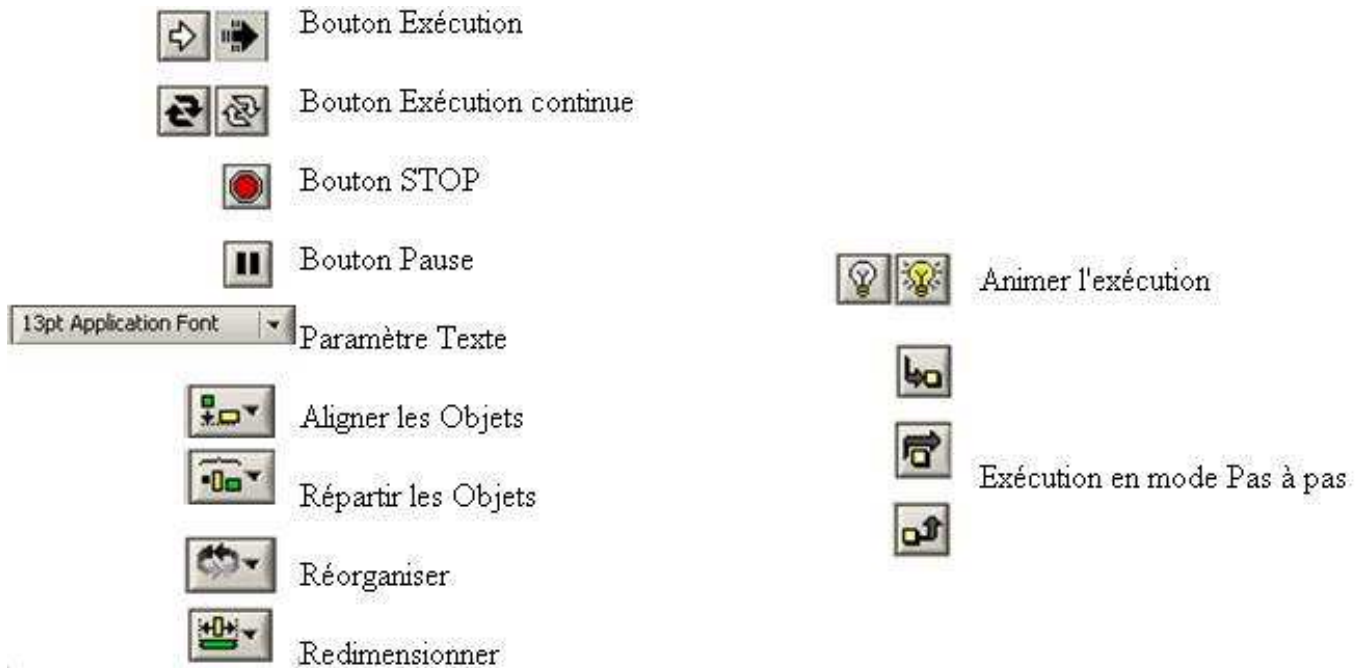 Bouton Exécution
Bouton Exécution continue
Bouton STOP
Bouton Pause
13pt Application Font
Paramètre Texte
Aligner les Objets
Répartir les Objets
Réorganiser
Redimensionner
Animer l'exécution
Exécution en mode Pas à pas